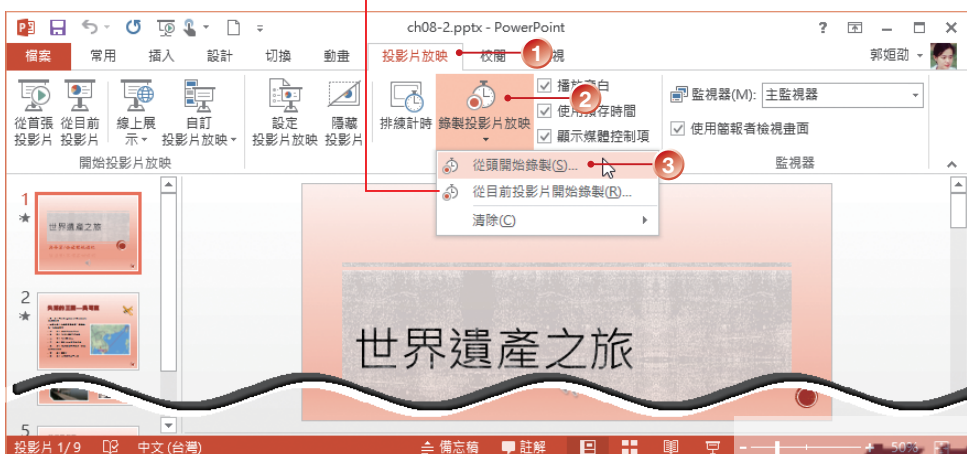 ch08-2.pptx - PowerPoint
檔案 常用 插入 設計 切換 動畫 投影片放映 校閱 檢視 郭姮劭
1
從首張投影片 從目前投影片 線上展示 自訂投影片放映 設定投影片放映 隱藏投影片 排練計時 錄製投影片放映
2
播放旁白
使用預存時間
顯示媒體控制項
監視器(M): 主監視器
使用簡報者檢視畫面
開始投影片放映 監視器
從頭開始錄製(S)...
3
從目前投影片開始錄製(R)...
清除(C)
1
世界遺產之旅
2
5
世界遺產之旅
投影片 1/9 中文(台灣) 備忘稿 註解 50%